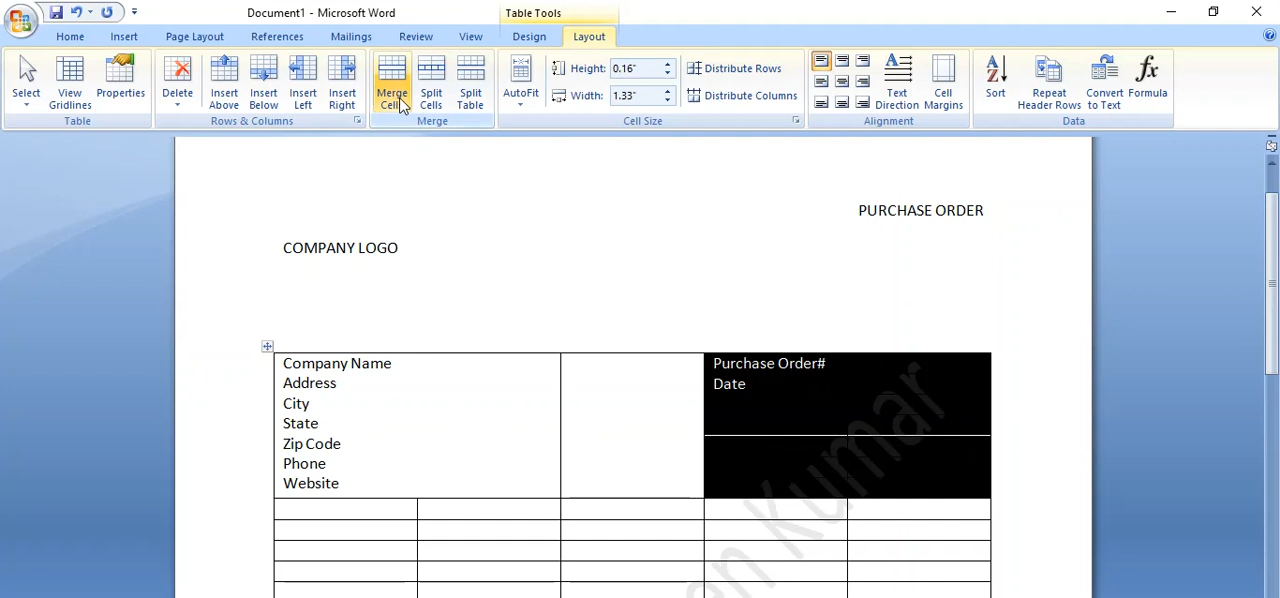 Document1 - Microsoft Word
Table Tools
Home Insert Page Layout References Mailings Review View Design Layout
Select
View Gridlines
Properties
Table
Delete
Insert Above
Insert Below
Insert Left
Insert Right
Rows & Columns
Merge Cells
Split Cells
Split Table
Merge
AutoFit
Height: 0.16"
Width: 1.33"
Distribute Rows
Distribute Columns
Cell Size
Text Direction
Cell Margins
Alignment
Sort
Repeat Header Rows
Convert to Text
Formula
Data
PURCHASE ORDER
COMPANY LOGO
Company Name
Address
City
State
Zip Code
Phone
Website
Purchase Order#
Date
Kumar